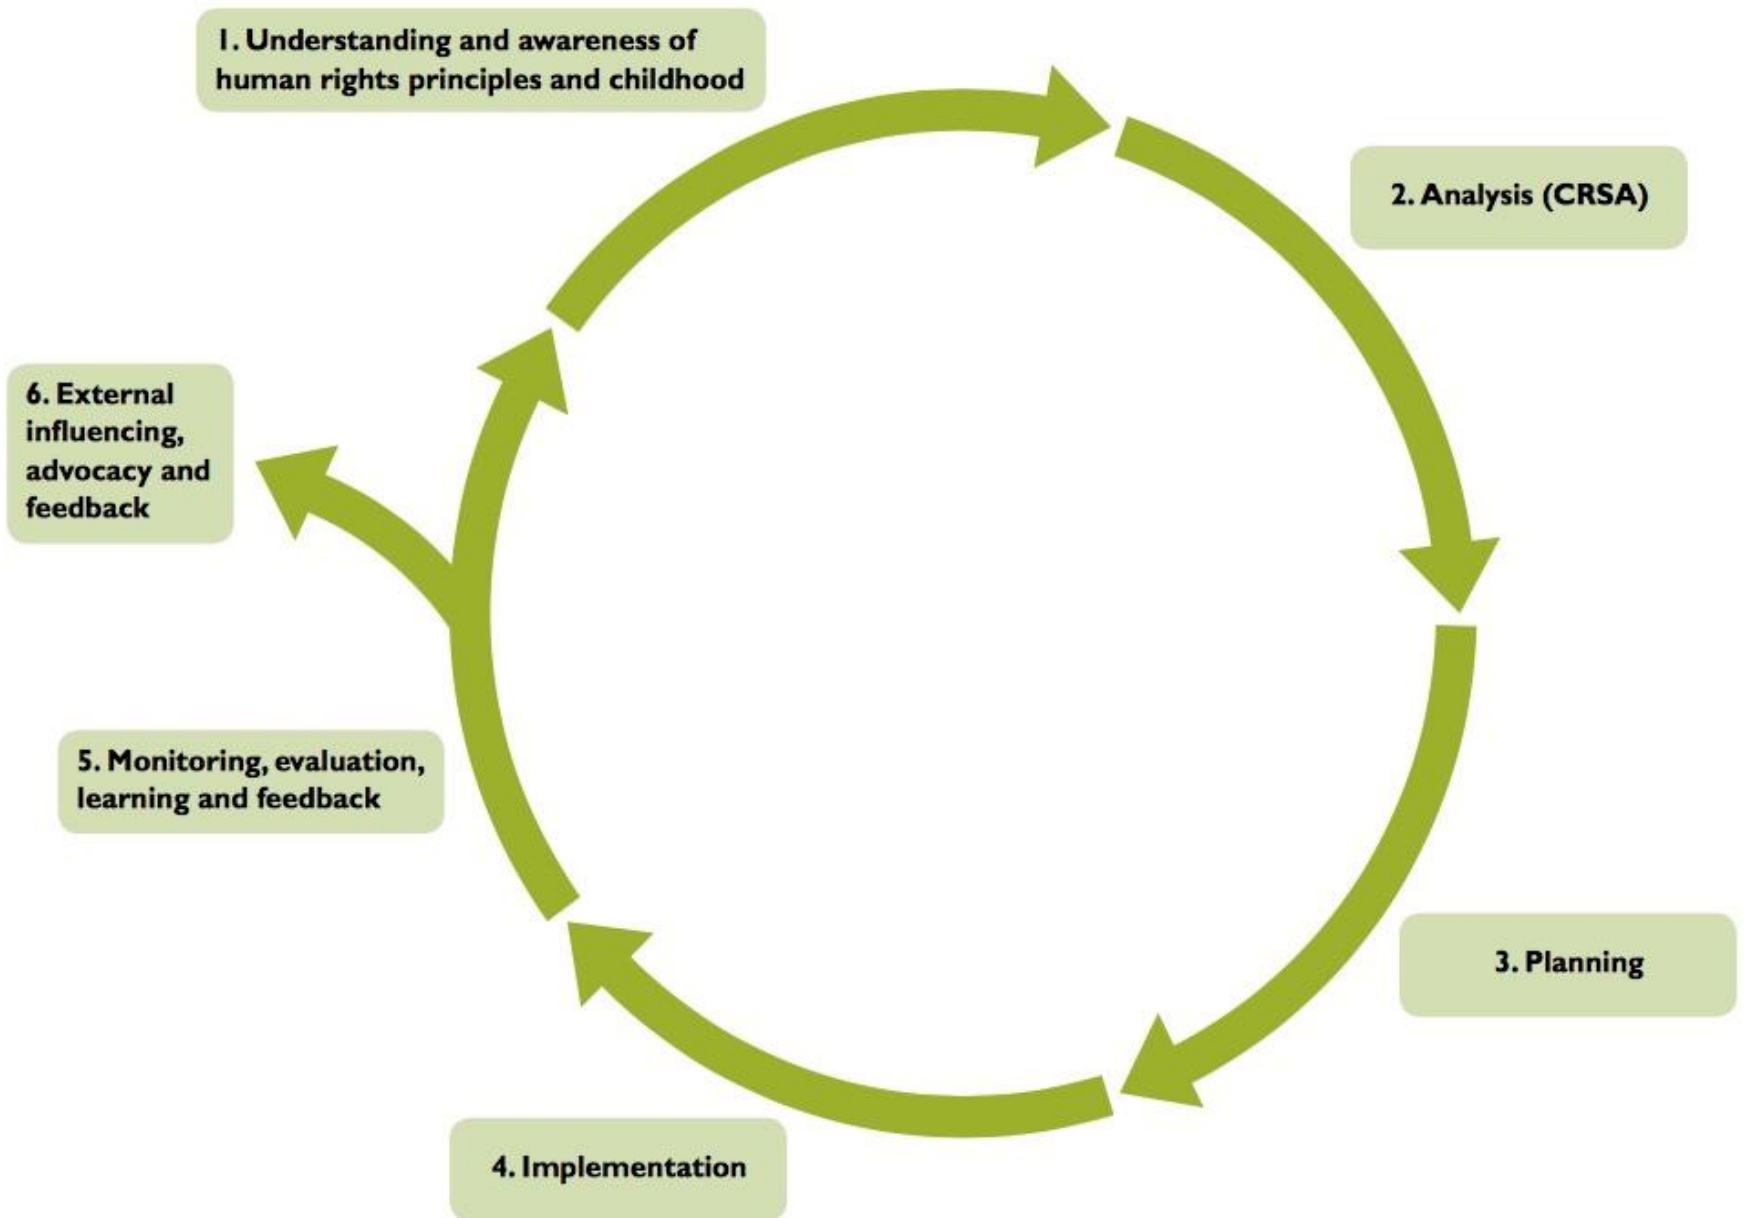 1. Understanding and awareness of
human rights principles and childhood
2. Analysis (CRSA)
3. Planning
4. Implementation
5. Monitoring, evaluation,
learning and feedback
6. External
influencing,
advocacy and
feedback